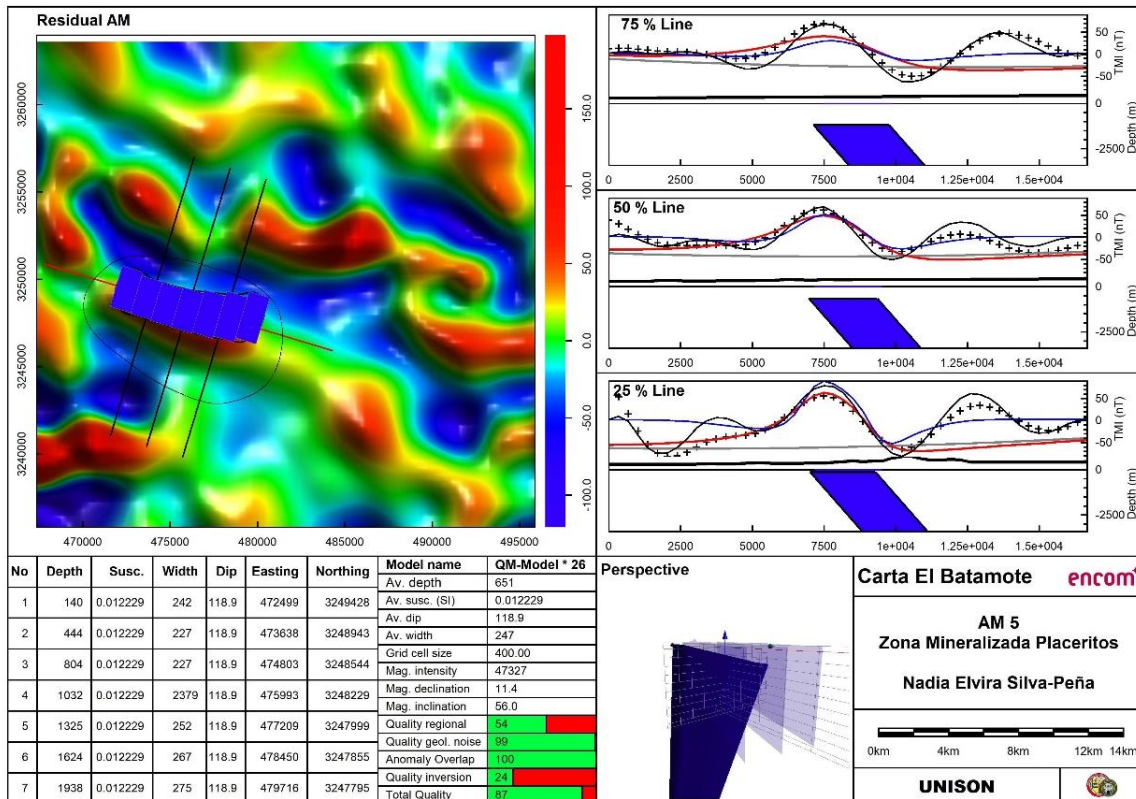 Residual AM
3260000
3255000
3250000
3245000
3240000
470000 475000 480000 485000 490000 495000
150.0
100.0
50.0
0.0
-50.0
-100.0
75 % Line
50
0
-50
TMI (nT)
0
-2500
Depth (m)
0 2500 5000 7500 1e+004 1.25e+004 1.5e+004
50 % Line
50
0
-50
TMI (nT)
0
-2500
Depth (m)
0 2500 5000 7500 1e+004 1.25e+004 1.5e+004
25 % Line
50
0
-50
TMI (nT)
0
-2500
Depth (m)
0 2500 5000 7500 1e+004 1.25e+004 1.5e+004
No Depth Susc. Width Dip Easting Northing
1 140 0.012229 242 118.9 472499 3249428
2 444 0.012229 227 118.9 473638 3248943
3 804 0.012229 227 118.9 474803 3248544
4 1032 0.012229 2379 118.9 475993 3248229
5 1325 0.012229 252 118.9 477209 3247999
6 1624 0.012229 267 118.9 478450 3247855
7 1938 0.012229 275 118.9 479716 3247795
Model name QM-Model * 26
Av. depth 651
Av. susc. (SI) 0.012229
Av. dip 118.9
Av. width 247
Grid cell size 400.00
Mag. intensity 47327
Mag. declination 11.4
Mag. inclination 56.0
Quality regional 54
Quality geol. noise 99
Anomaly Overlap 100
Quality inversion 24
Total Quality 87
Perspective
Carta El Batamote encom
AM 5
Zona Mineralizada Placeritos
Nadia Elvira Silva-Peña
0km 4km 8km 12km 14km
UNISON